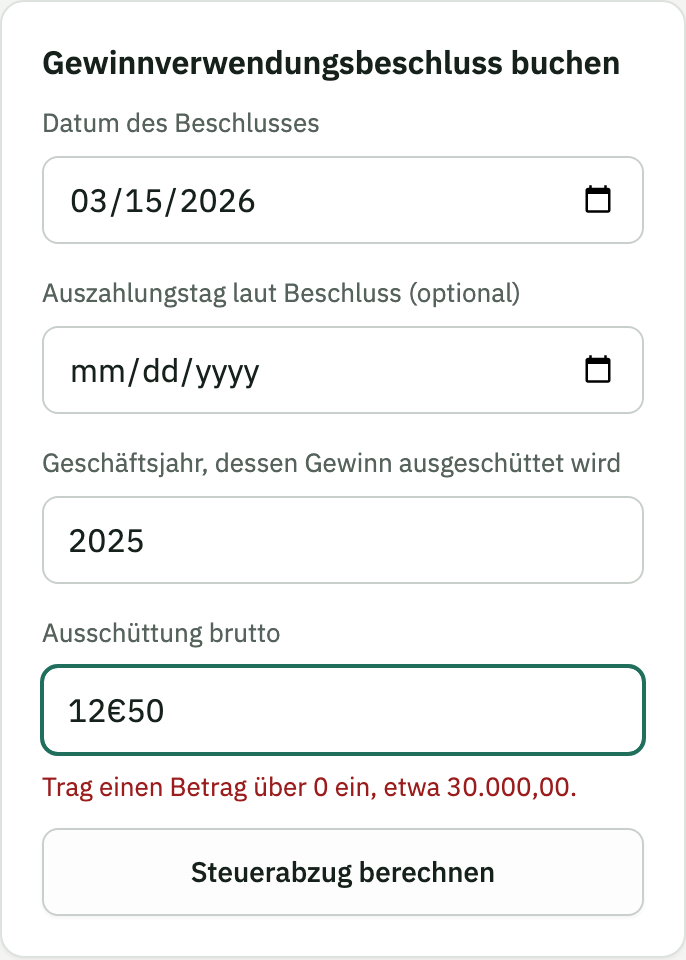 Gewinnverwendungsbeschluss buchen
Datum des Beschlusses
03/15/2026
Auszahlungstag laut Beschluss (optional)
mm/dd/yyyy
Geschäftsjahr, dessen Gewinn ausgeschüttet wird
2025
Ausschüttung brutto
12€50
Trag einen Betrag über 0 ein, etwa 30.000,00.
Steuerabzug berechnen